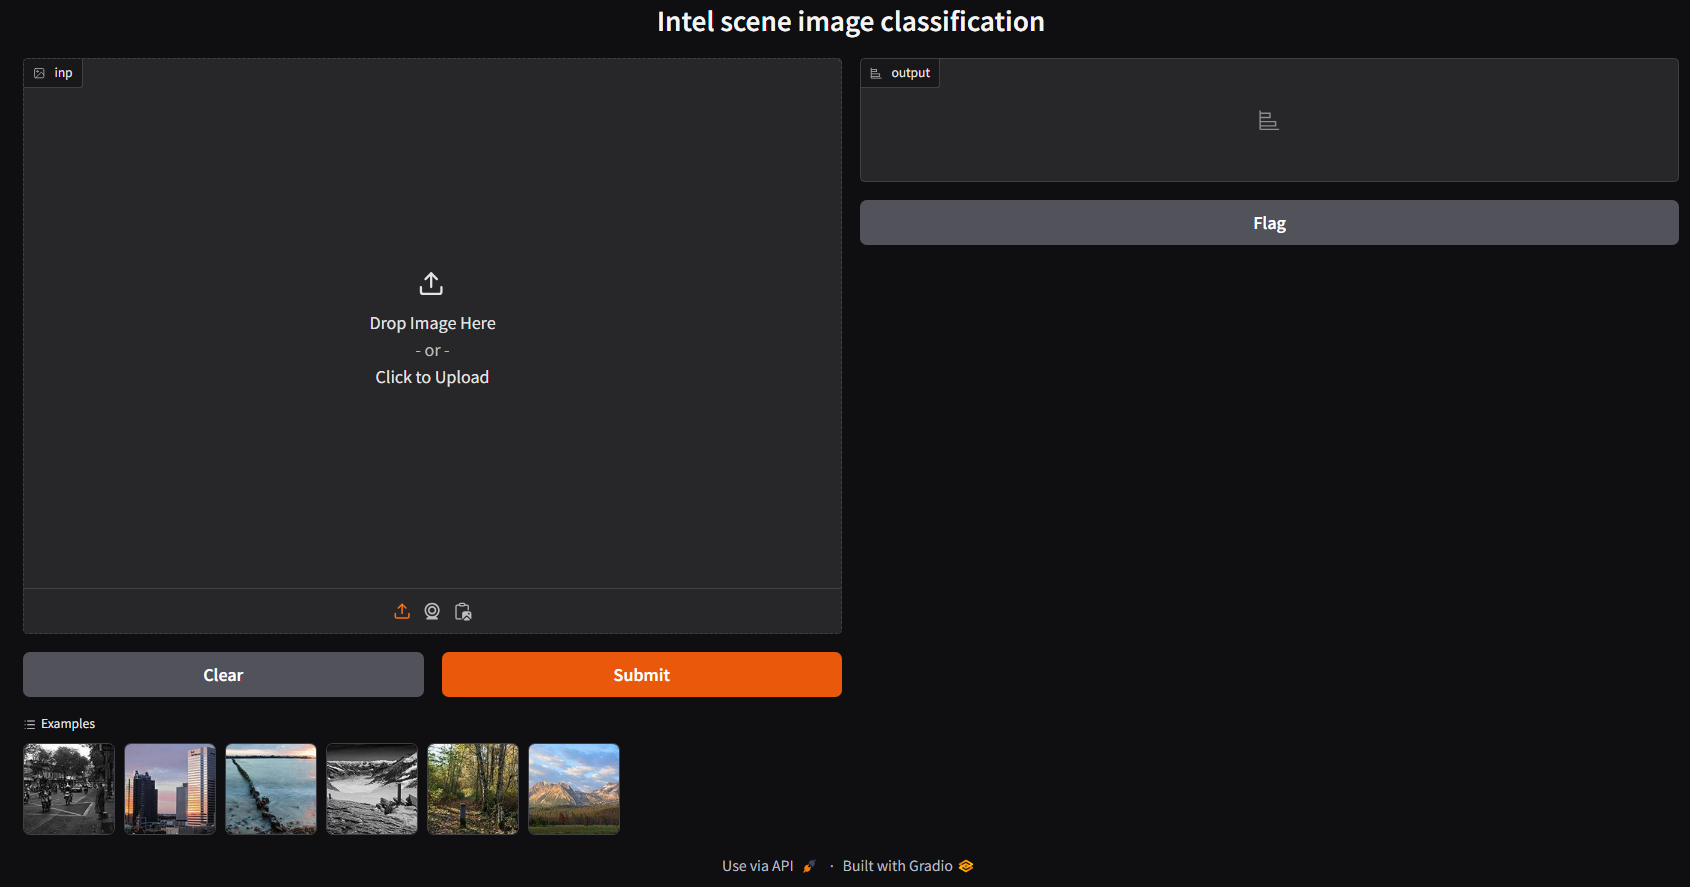 Intel scene image classification
inp
Drop Image Here
- or -
Click to Upload
Clear
Submit
Examples
output
Flag
Use via API · Built with Gradio